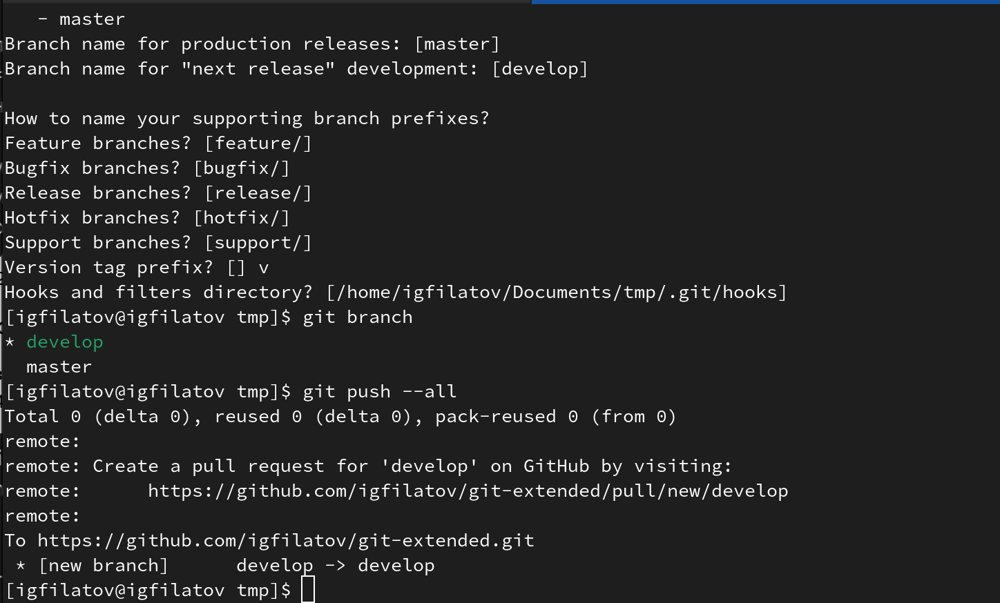 - master
Branch name for production releases: [master]
Branch name for "next release" development: [develop]
How to name your supporting branch prefixes?
Feature branches? [feature/]
Bugfix branches? [bugfix/]
Release branches? [release/]
Hotfix branches? [hotfix/]
Support branches? [support/]
Version tag prefix? [] v
Hooks and filters directory? [/home/igfilatov/Documents/tmp/.git/hooks]
[igfilatov@igfilatov tmp]$ git branch
* develop
master
[igfilatov@igfilatov tmp]$ git push --all
Total 0 (delta 0), reused 0 (delta 0), pack-reused 0 (from 0)
remote:
remote: Create a pull request for 'develop' on GitHub by visiting:
remote:      https://github.com/igfilatov/git-extended/pull/new/develop
remote:
To https://github.com/igfilatov/git-extended.git
* [new branch]      develop -> develop
[igfilatov@igfilatov tmp]$